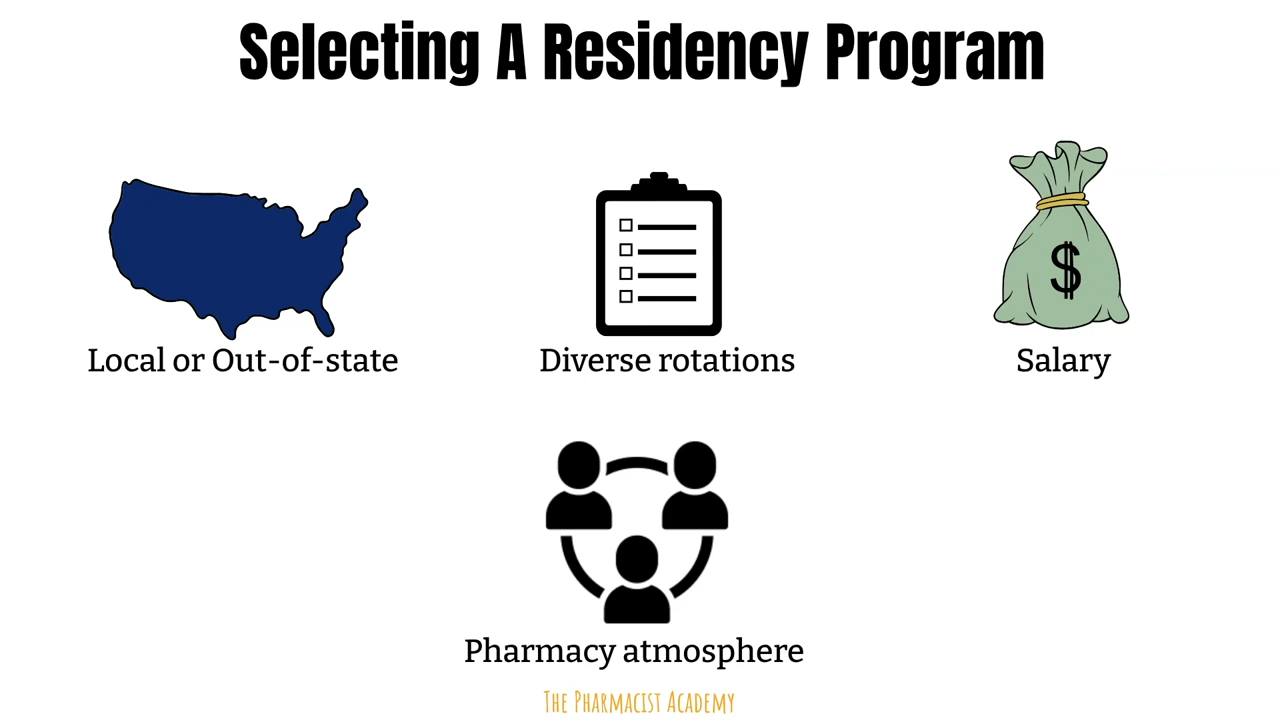 Selecting A Residency Program
Local or Out-of-state
Diverse rotations
$
Salary
Pharmacy atmosphere
The Pharmacist Academy